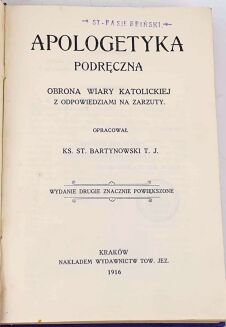 APOLOGETYKA
PODRĘCZNA
OBRONA WIARY KATOLICKIEJ
Z ODPOWIEDZIAMI NA ZARZUTY.
OPRACOWAŁ
KS. ST. BARTYNOWSKI T. J.
WYDANIE DRUGIE ZNACZNIE POWIĘKSZONE
KRAKÓW
NAKŁADEM WYDAWNICTW TOW. JEZ.
1916